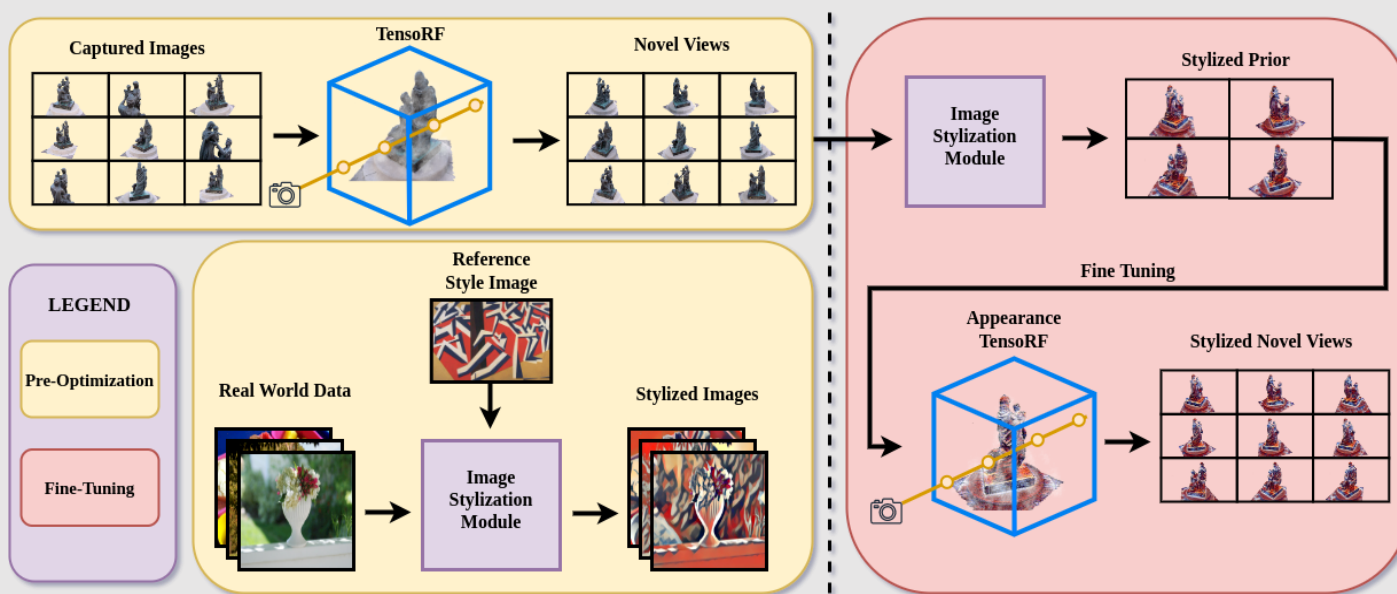 Captured Images
TensoRF
Novel Views
Image
Stylization
Module
Stylized Prior
LEGEND
Pre-Optimization
Fine-Tuning
Reference
Style Image
Real World Data
Image
Stylization
Module
Stylized Images
Fine Tuning
Appearance
TensoRF
Stylized Novel Views